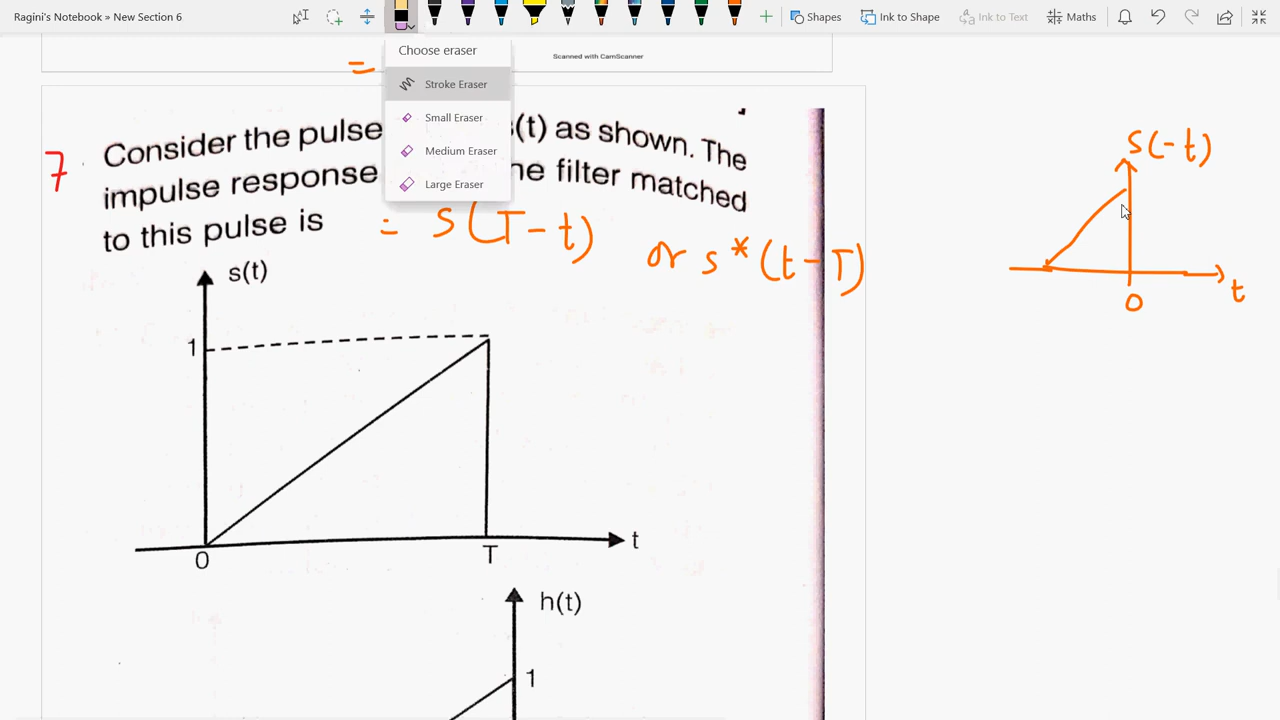 Ragini's Notebook » New Section 6
Shapes
Ink to Shape
Ink to Text
Maths
Choose eraser
Stroke Eraser
Small Eraser
Medium Eraser
Large Eraser
=
Scanned with CamScanner
7
Consider the pulse s(t) as shown. The
impulse response filter matched
to this pulse is
= s(T-t)
or s*(t-T)
s(t)
1
0
T
t
h(t)
1
s(-t)
0
t